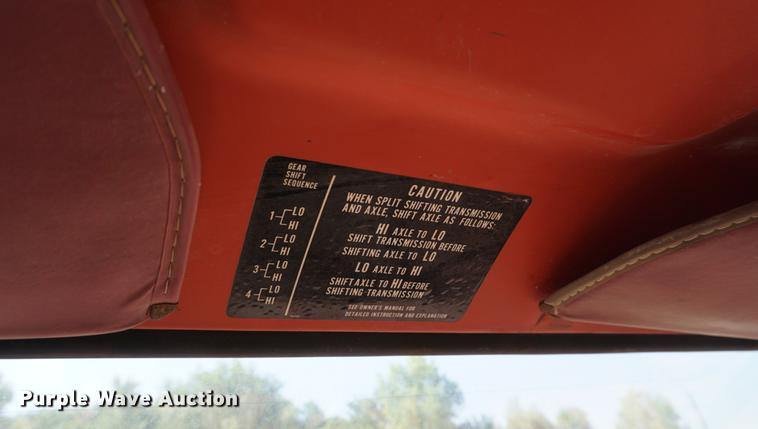 GEAR
SHIFT
SEQUENCE
1 LO
HI
2 LO
HI
3 LO
HI
4 LO
HI
CAUTION
WHEN SPLIT SHIFTING TRANSMISSION
AND AXLE, SHIFT AXLE AS FOLLOWS:
HI AXLE TO LO
SHIFT TRANSMISSION BEFORE
SHIFTING AXLE TO LO
LO AXLE TO HI
SHIFT AXLE TO HI BEFORE
SHIFTING TRANSMISSION
SEE OWNER'S MANUAL FOR
DETAILED INSTRUCTION AND EXPLANATION
Purple Wave Auction